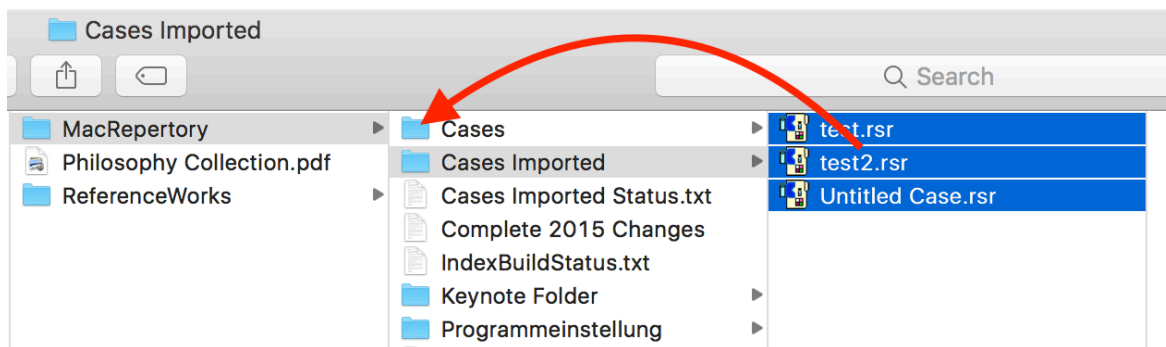 Cases Imported
Search
MacRepertory
Philosophy Collection.pdf
ReferenceWorks
Cases
Cases Imported
Cases Imported Status.txt
Complete 2015 Changes
IndexBuildStatus.txt
Keynote Folder
Programmeinstellung
test.rsr
test2.rsr
Untitled Case.rsr